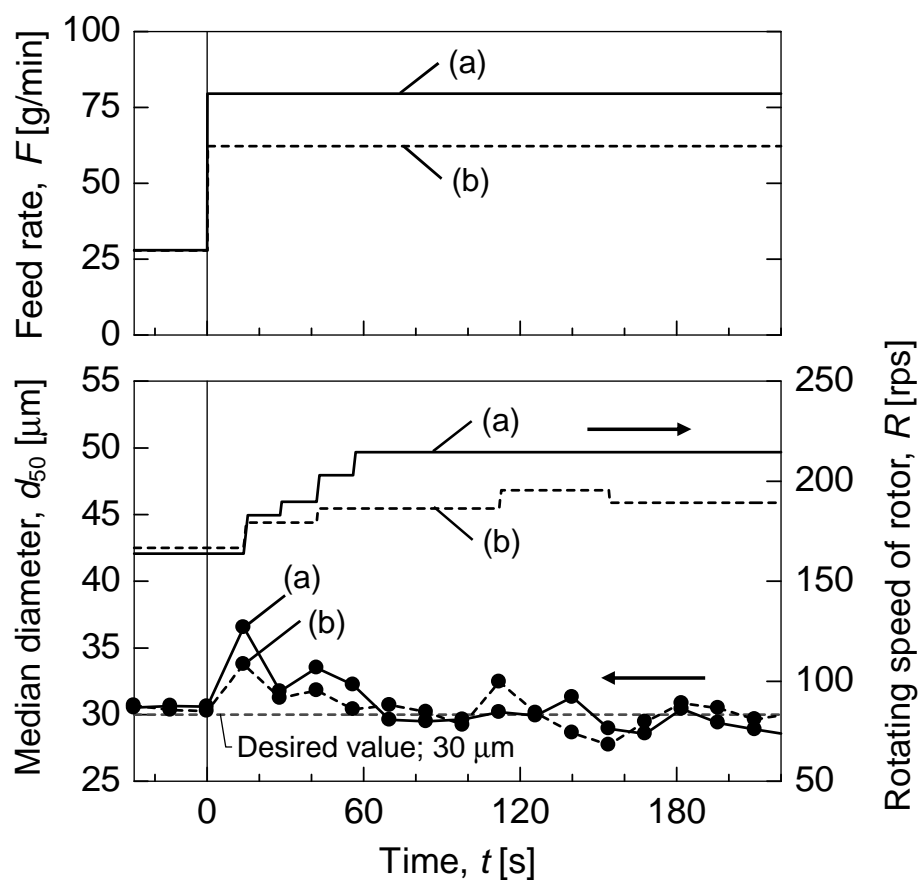 Feed rate, F [g/min]
100
75
50
25
0
(a)
(b)
Median diameter, d50 [μm]
55
50
45
40
35
30
25
(a)
(b)
(a)
(b)
Desired value; 30 μm
250
200
150
100
50
Rotating speed of rotor, R [rps]
0
60
120
180
Time, t [s]